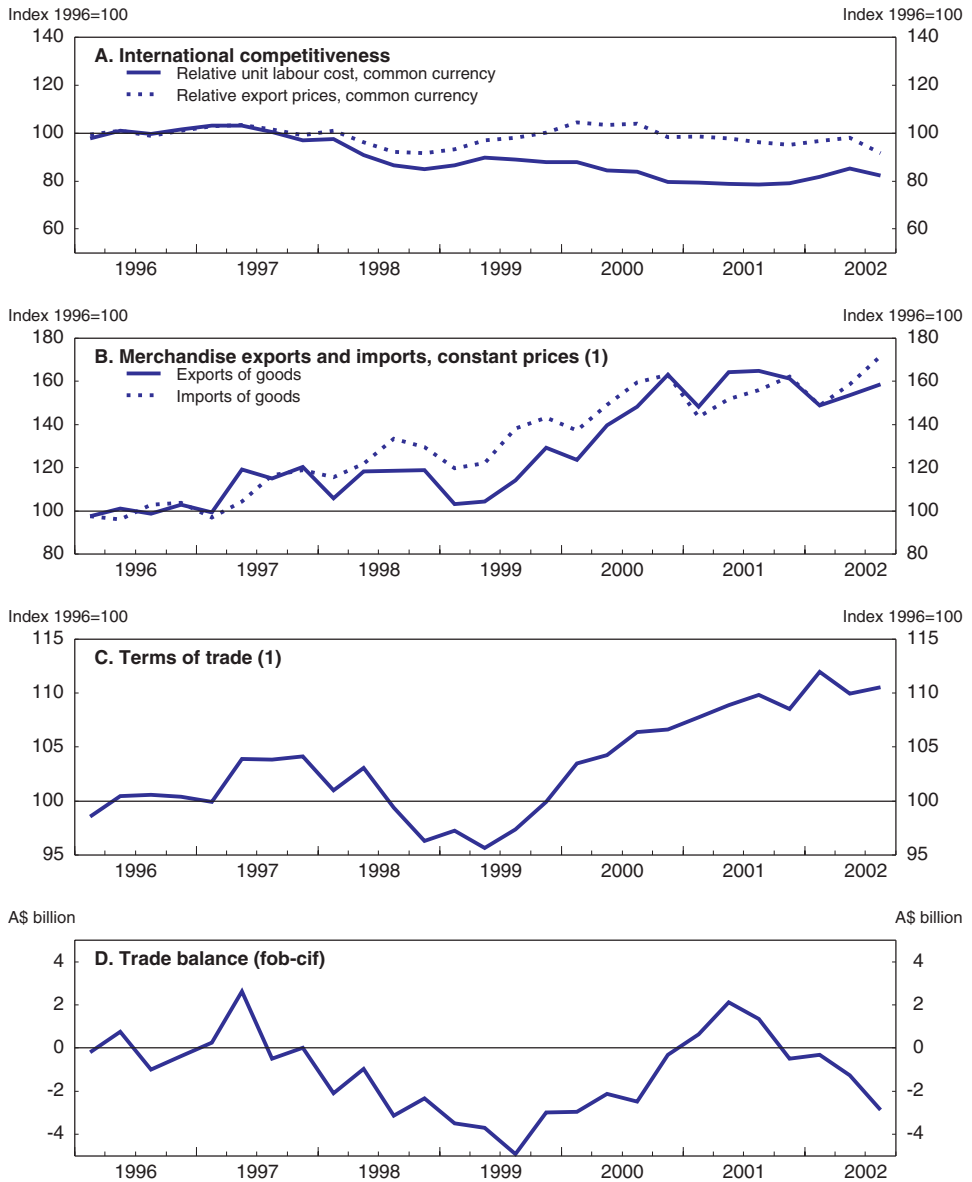 Index 1996=100 Index 1996=100
140 140
A. International competitiveness
Relative unit labour cost, common currency
120 120
Relative export prices, common currency
100 100
80 80
60 60
1996 1997 1998 1999 2000 2001 2002
Index 1996=100 Index 1996=100
180 180
B. Merchandise exports and imports, constant prices (1)
Exports of goods
160 160
Imports of goods
140 140
120 120
100 100
80 80
1996 1997 1998 1999 2000 2001 2002
Index 1996=100 Index 1996=100
115 115
C. Terms of trade (1)
110 110
105 105
100 100
95 95
1996 1997 1998 1999 2000 2001 2002
A$ billion A$ billion
D. Trade balance (fob-cif)
4 4
2 2
0 0
-2 -2
-4 -4
1996 1997 1998 1999 2000 2001 2002